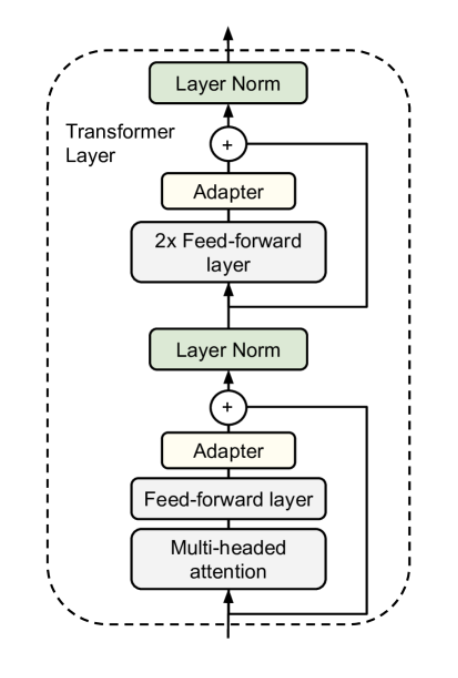 Layer Norm
Transformer
Layer
+
Adapter
2x Feed-forward
layer
Layer Norm
+
Adapter
Feed-forward layer
Multi-headed
attention